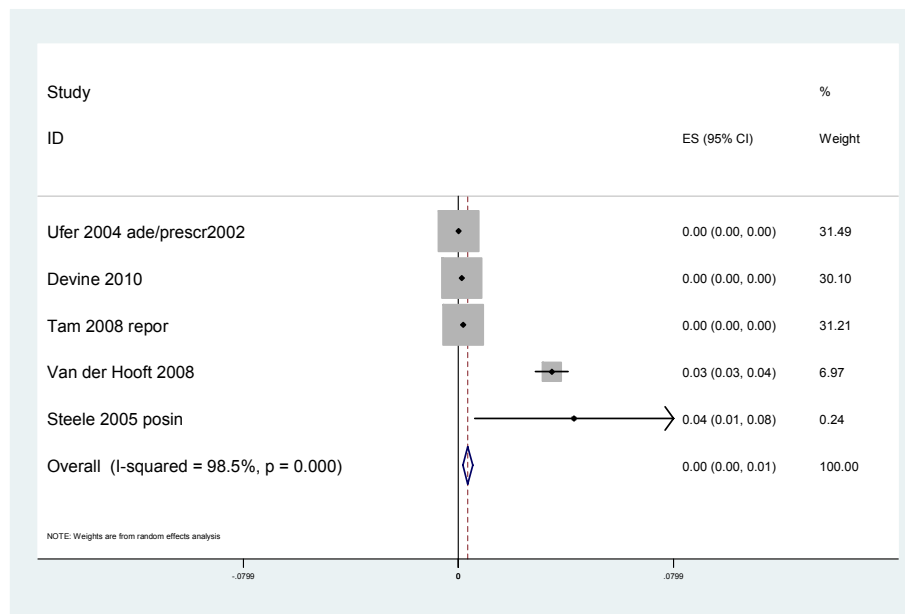 Study %
ID ES (95% CI) Weight
Ufer 2004 ade/prescr2002 0.00 (0.00, 0.00) 31.49
Devine 2010 0.00 (0.00, 0.00) 30.10
Tam 2008 repor 0.00 (0.00, 0.00) 31.21
Van der Hooft 2008 0.03 (0.03, 0.04) 6.97
Steele 2005 posin 0.04 (0.01, 0.08) 0.24
Overall (I-squared = 98.5%, p = 0.000) 0.00 (0.00, 0.01) 100.00
NOTE: Weights are from random effects analysis
-.0799 0 .0799